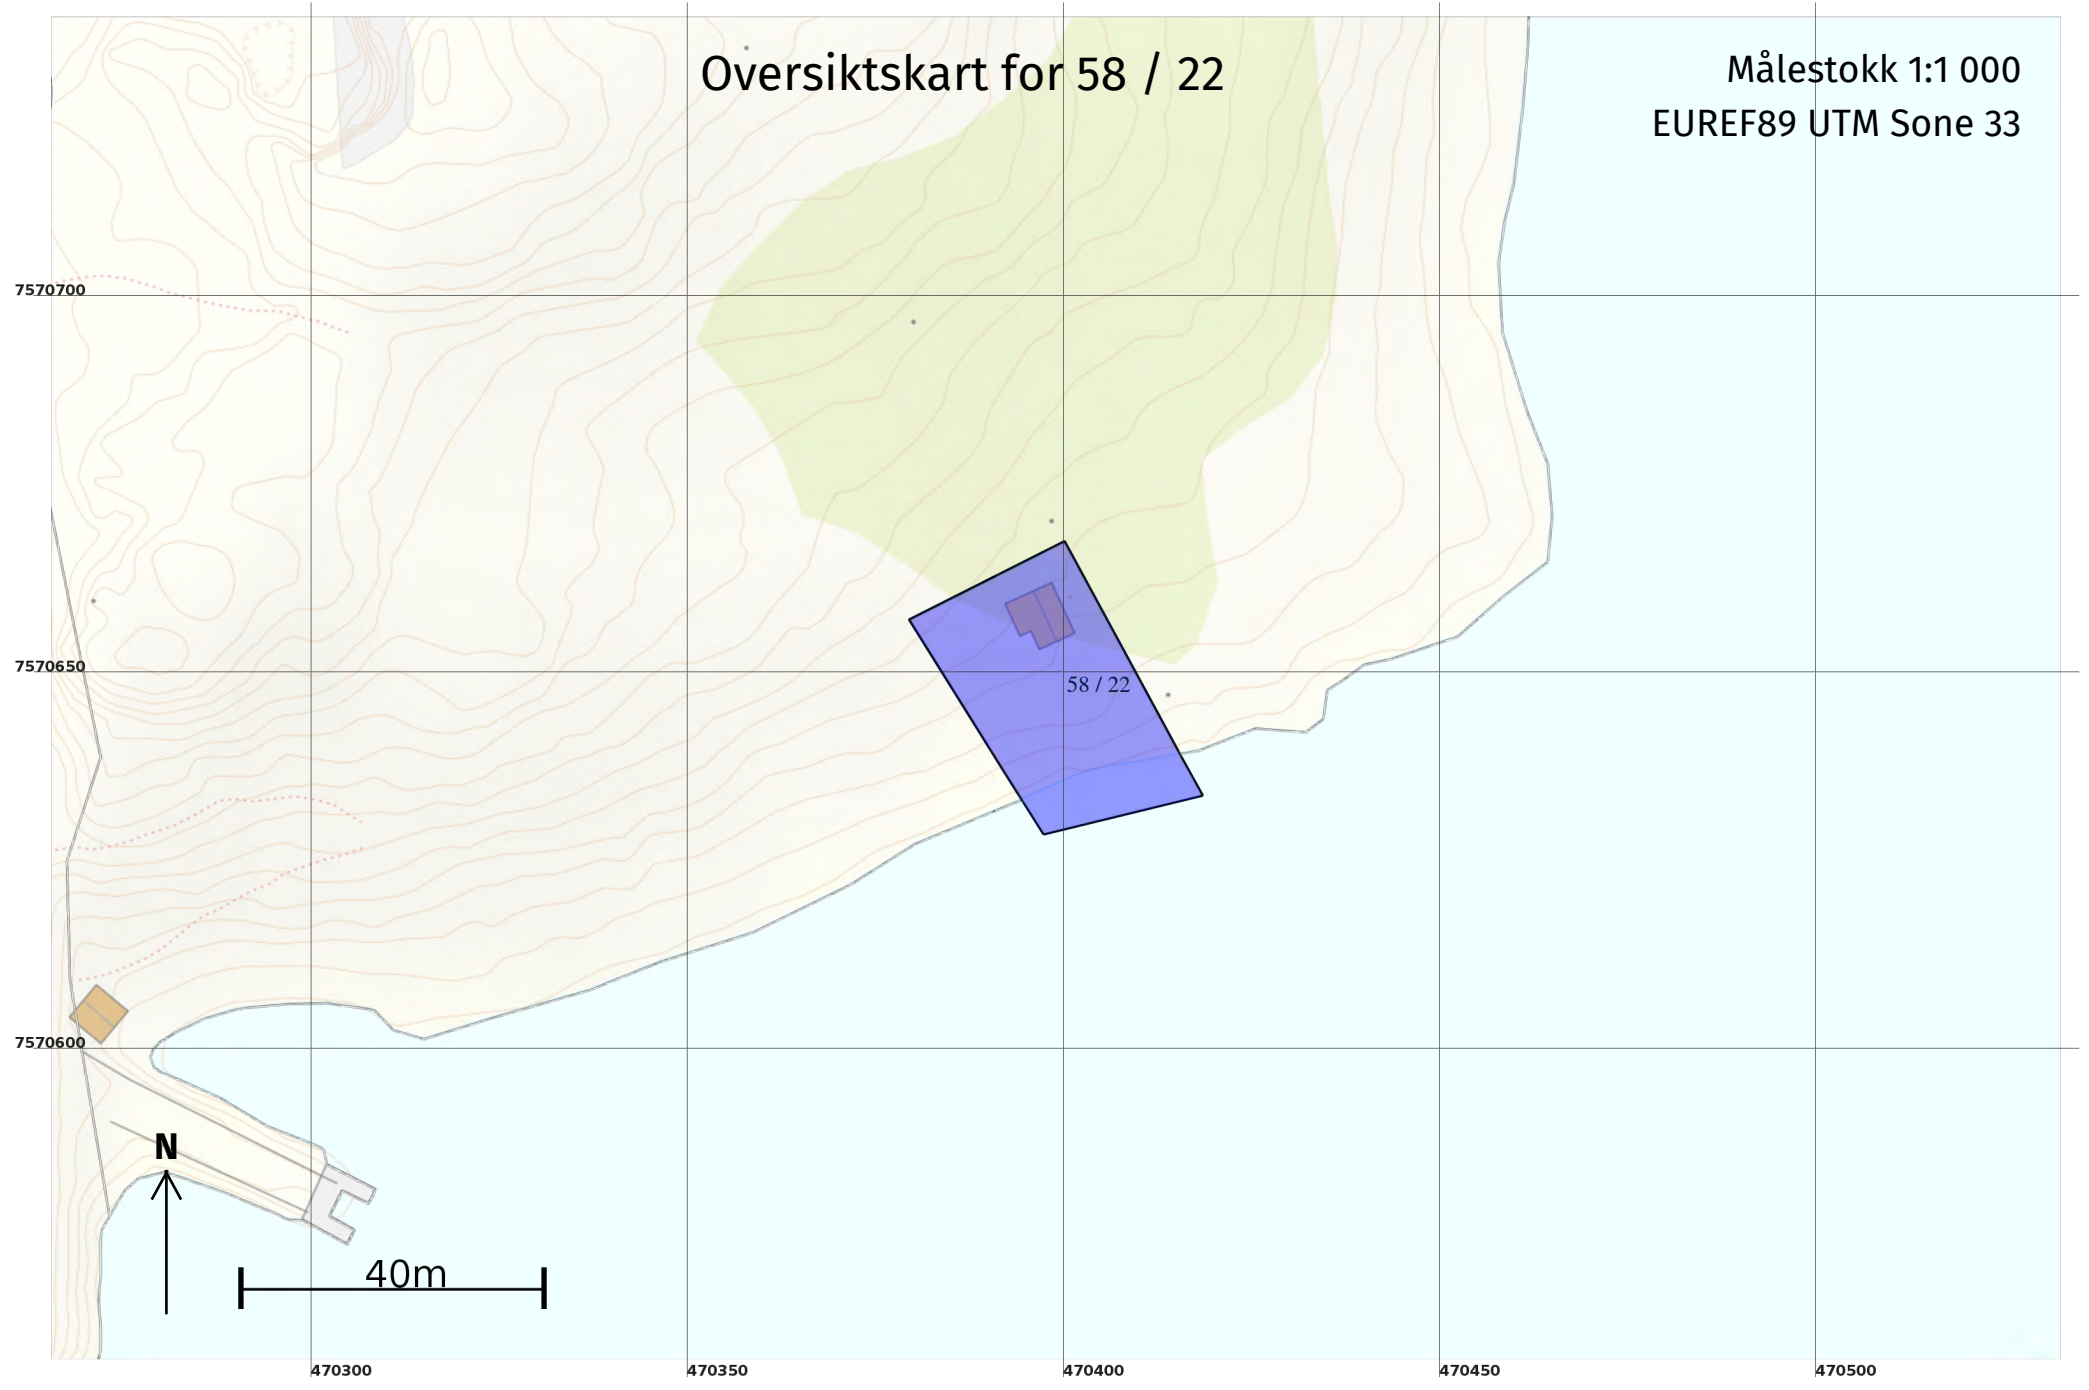 Oversiktskart for 58 / 22
Målestokk 1:1 000
EUREF89 UTM Sone 33
7570700
7570650
58 / 22
7570600
N
40m
470300
470350
470400
470450
470500